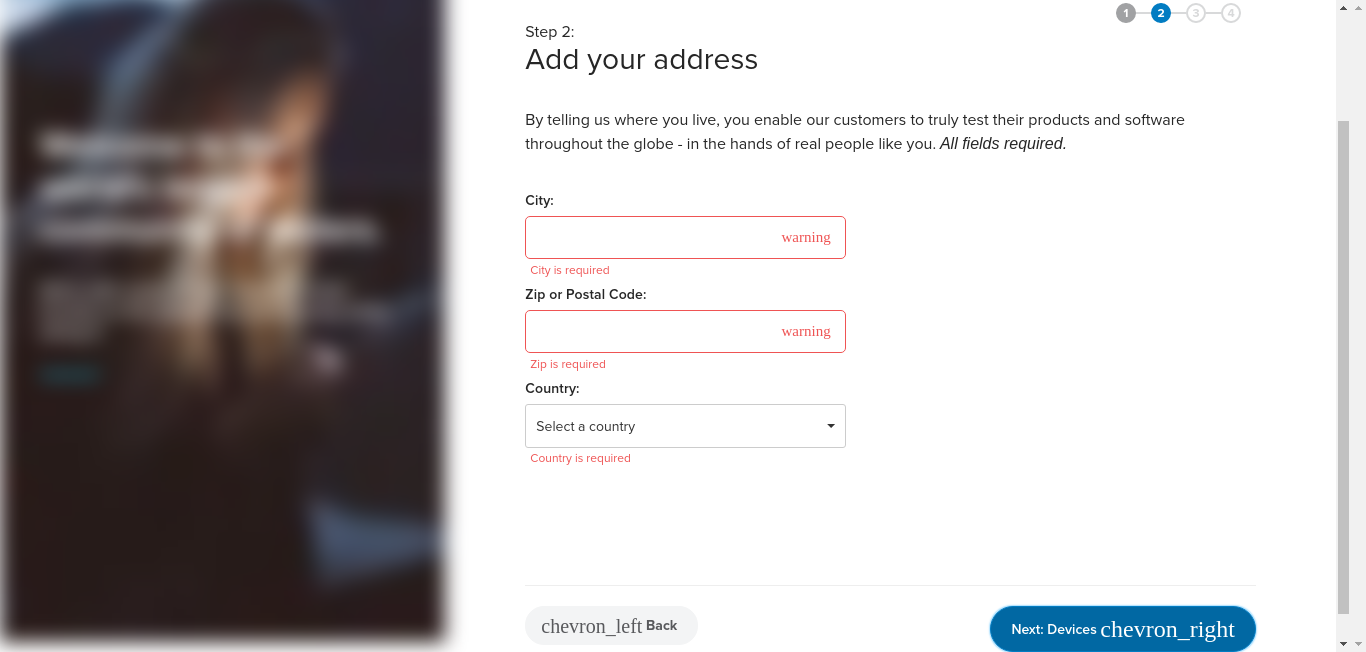 1 2 3 4
Step 2:
Add your address
By telling us where you live, you enable our customers to truly test their products and software
throughout the globe - in the hands of real people like you. All fields required.
City:
warning
City is required
Zip or Postal Code:
warning
Zip is required
Country:
Select a country
Country is required
chevron_left Back
Next: Devices chevron_right